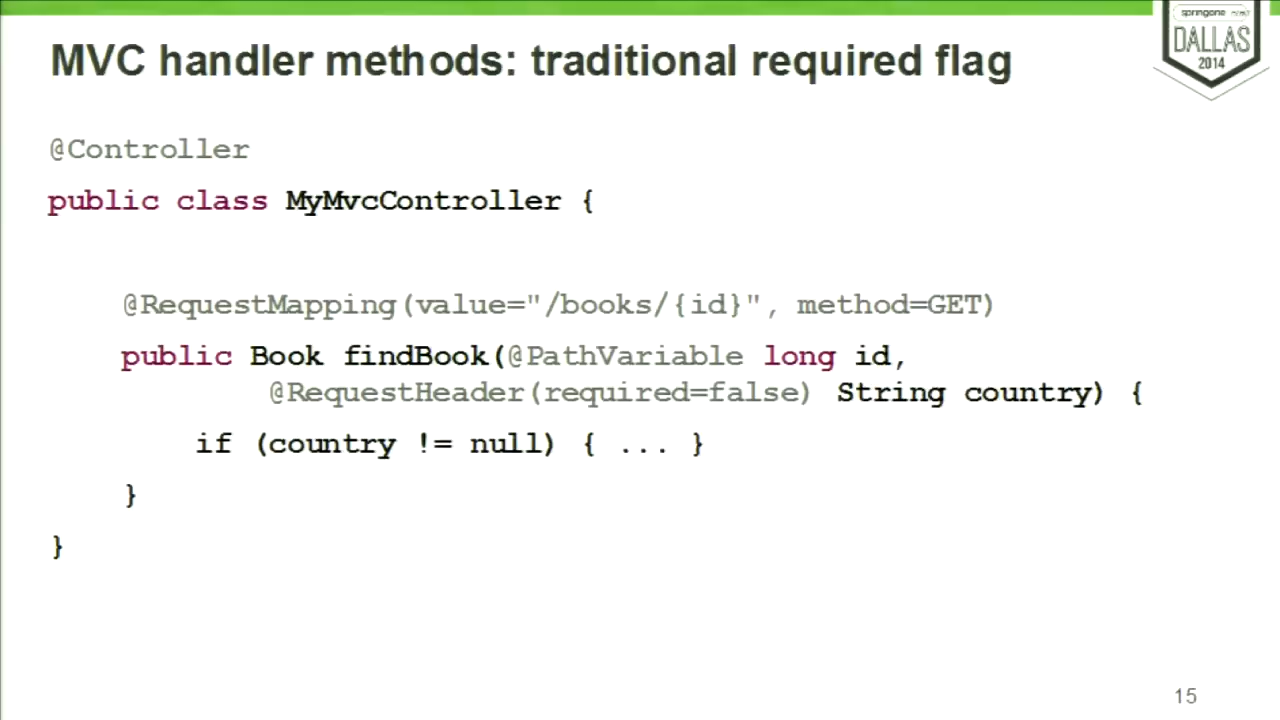 MVC handler methods: traditional required flag
springone
DALLAS
2014
@Controller
public class MyMvcController {
@RequestMapping(value="/books/{id}", method=GET)
public Book findBook(@PathVariable long id,
@RequestHeader(required=false) String country) {
if (country != null) { ... }
}
}
15